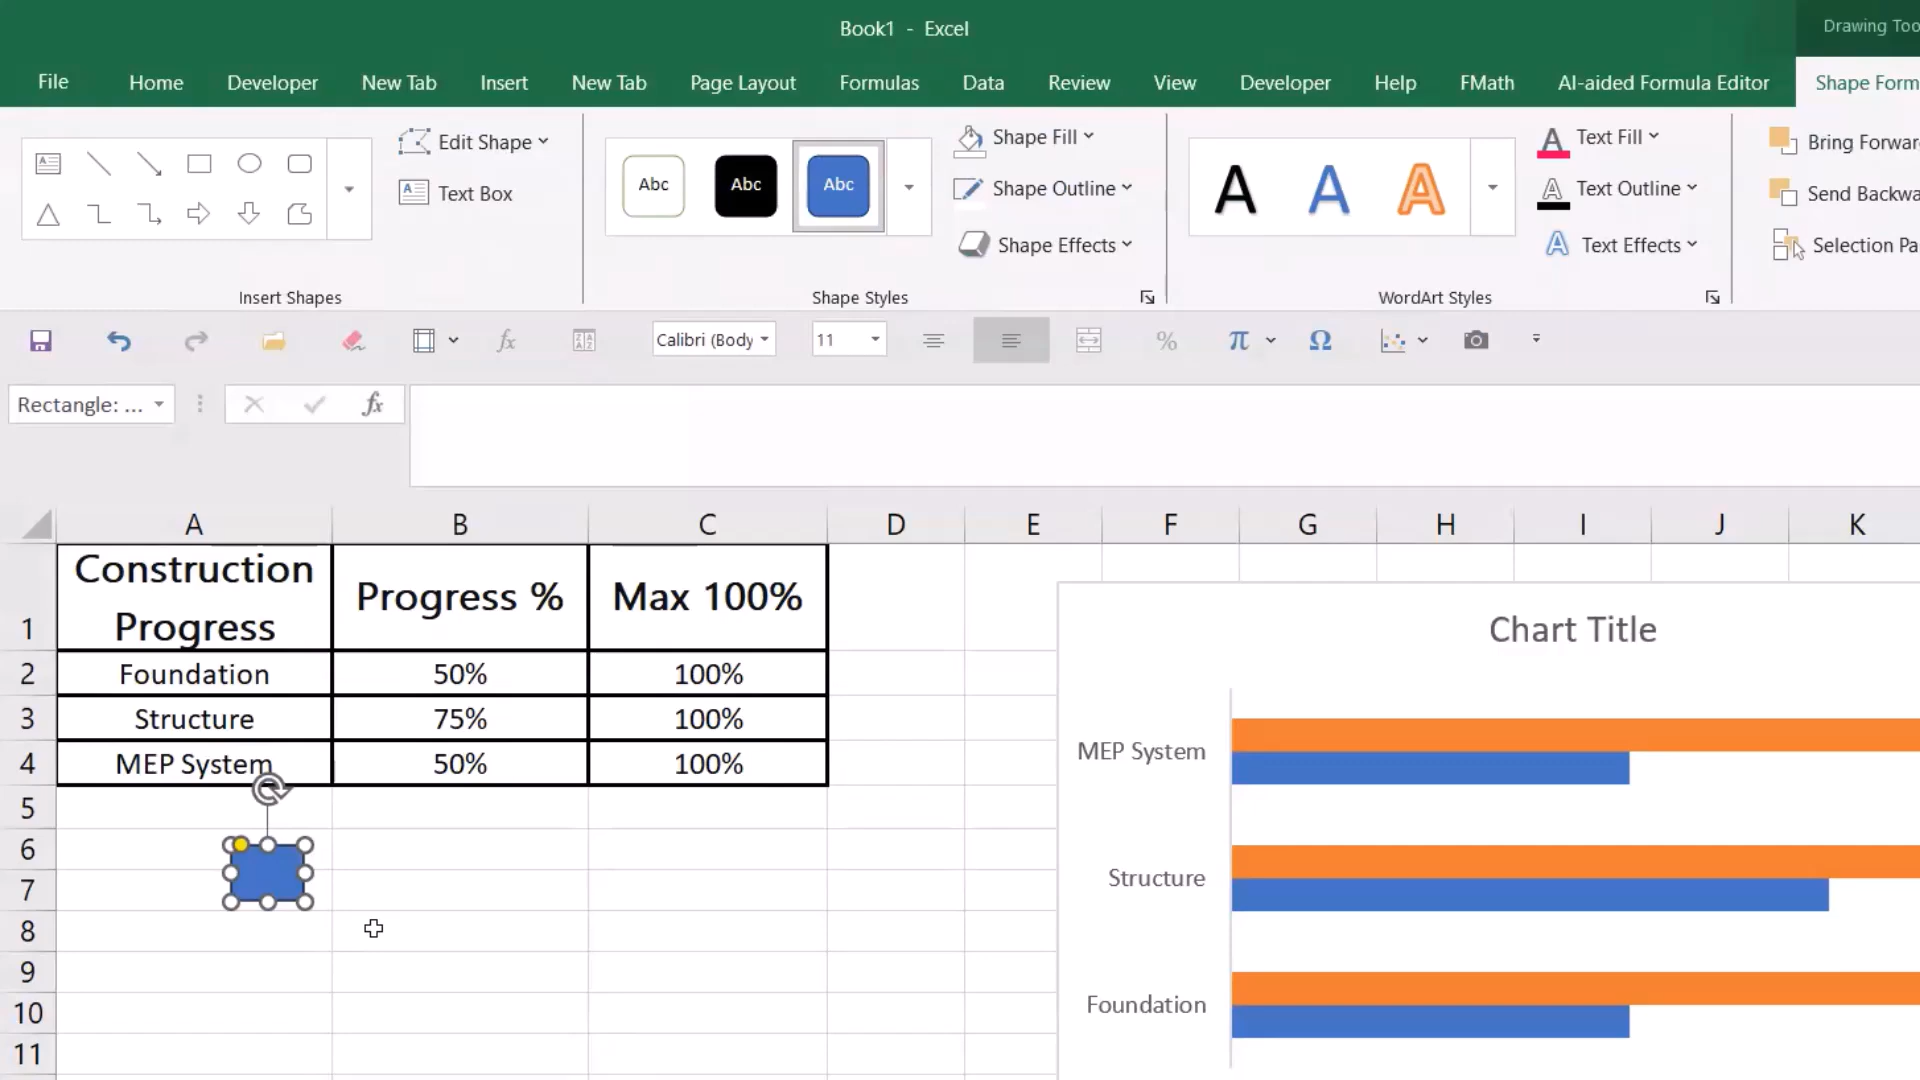 Book1 - Excel
Drawing Too
File Home Developer New Tab Insert New Tab Page Layout Formulas Data Review View Developer Help FMath AI-aided Formula Editor Shape Form
Edit Shape
Text Box
Insert Shapes
Abc Abc Abc
Shape Fill
Shape Outline
Shape Effects
Shape Styles
A A A
Text Fill
Text Outline
Text Effects
WordArt Styles
Bring Forwar
Send Backwa
Selection Pa
Calibri (Body 11 % π Ω
Rectangle: ... fx
A B C D E F G H I J K
1 Construction Progress Progress % Max 100%
2 Foundation 50% 100%
3 Structure 75% 100%
4 MEP System 50% 100%
5
6
7
8
9
10
11
Chart Title
MEP System
Structure
Foundation